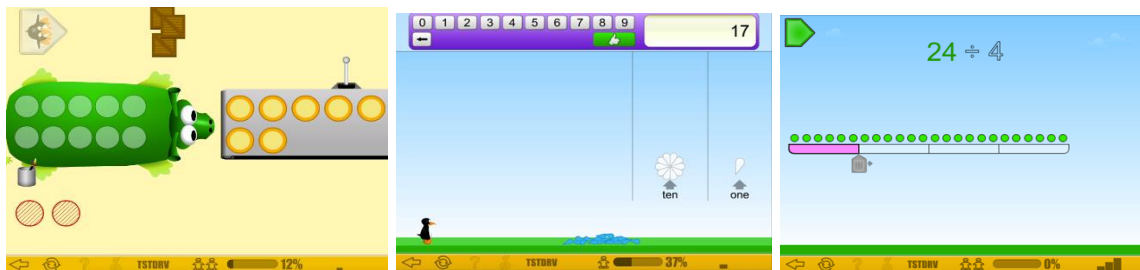 TSTDRV 12%
0 1 2 3 4 5 6 7 8 9
17
ten one
TSTDRV 37%
24 ÷ 4
TSTDRV 0%